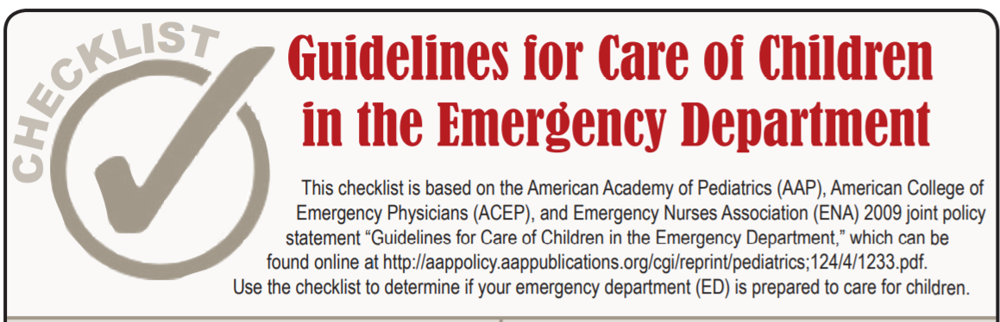 CHECKLIST
Guidelines for Care of Children
in the Emergency Department
This checklist is based on the American Academy of Pediatrics (AAP), American College of
Emergency Physicians (ACEP), and Emergency Nurses Association (ENA) 2009 joint policy
statement “Guidelines for Care of Children in the Emergency Department,” which can be
found online at http://aappolicy.aappublications.org/cgi/reprint/pediatrics;124/4/1233.pdf.
Use the checklist to determine if your emergency department (ED) is prepared to care for children.